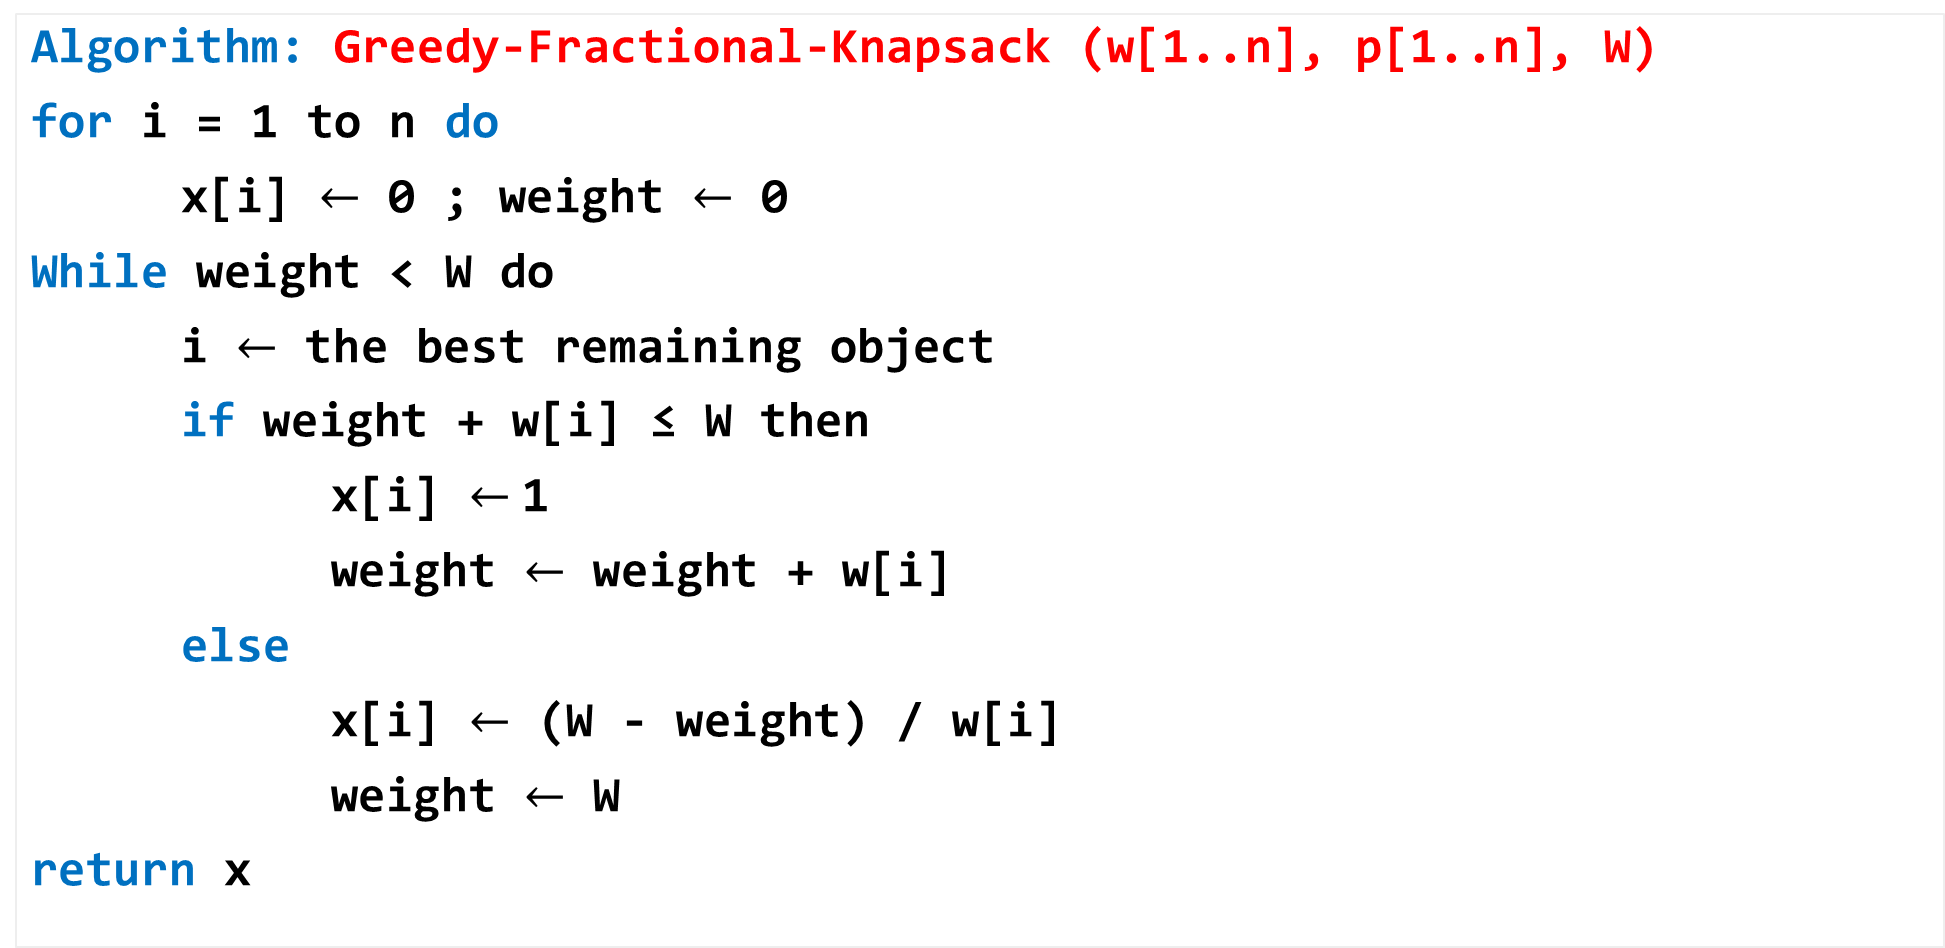 Algorithm: Greedy-Fractional-Knapsack (w[1..n], p[1..n], W)
for i = 1 to n do
x[i] ← 0 ; weight ← 0
While weight < W do
i ← the best remaining object
if weight + w[i] ≤ W then
x[i] ← 1
weight ← weight + w[i]
else
x[i] ← (W - weight) / w[i]
weight ← W
return x